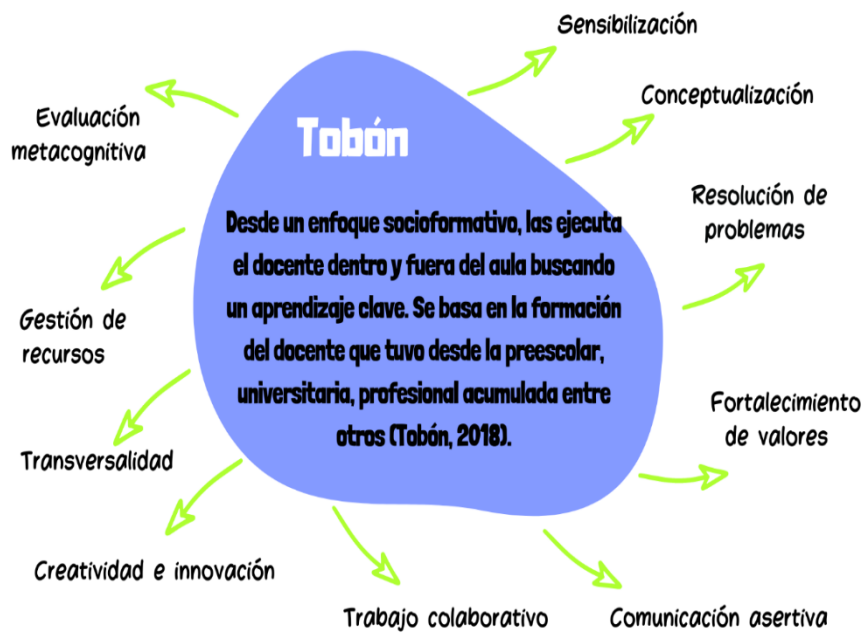 Tobón
Desde un enfoque socioformativo, las ejecuta
el docente dentro y fuera del aula buscando
un aprendizaje clave. Se basa en la formación
del docente que tuvo desde la preescolar,
universitaria, profesional acumulada entre
otros (Tobón, 2018).
Sensibilización
Conceptualización
Resolución de
problemas
Fortalecimiento
de valores
Comunicación asertiva
Trabajo colaborativo
Creatividad e innovación
Transversalidad
Gestión de
recursos
Evaluación
metacognitiva